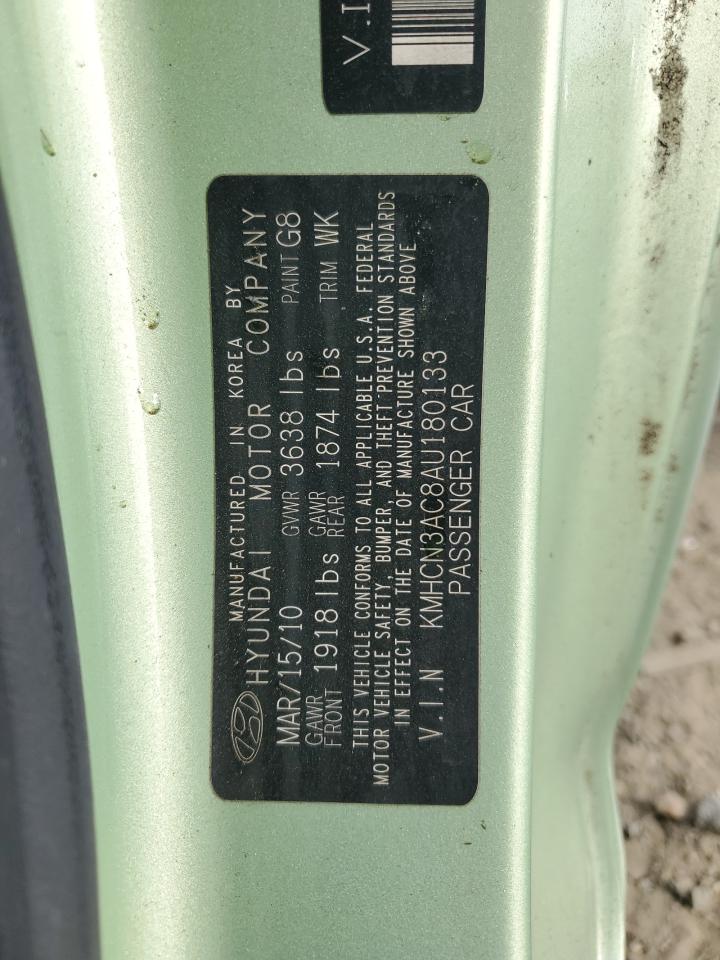 V.I
MANUFACTURED IN KOREA BY
HYUNDAI MOTOR COMPANY
MAR/15/10 GVWR 3638 lbs PAINT G8
GAWR FRONT 1918 lbs GAWR REAR 1874 lbs TRIM WK
THIS VEHICLE CONFORMS TO ALL APPLICABLE U.S.A. FEDERAL
MOTOR VEHICLE SAFETY, BUMPER, AND THEFT PREVENTION STANDARDS
IN EFFECT ON THE DATE OF MANUFACTURE SHOWN ABOVE
V.I.N KMHCN3AC8AU180133
PASSENGER CAR